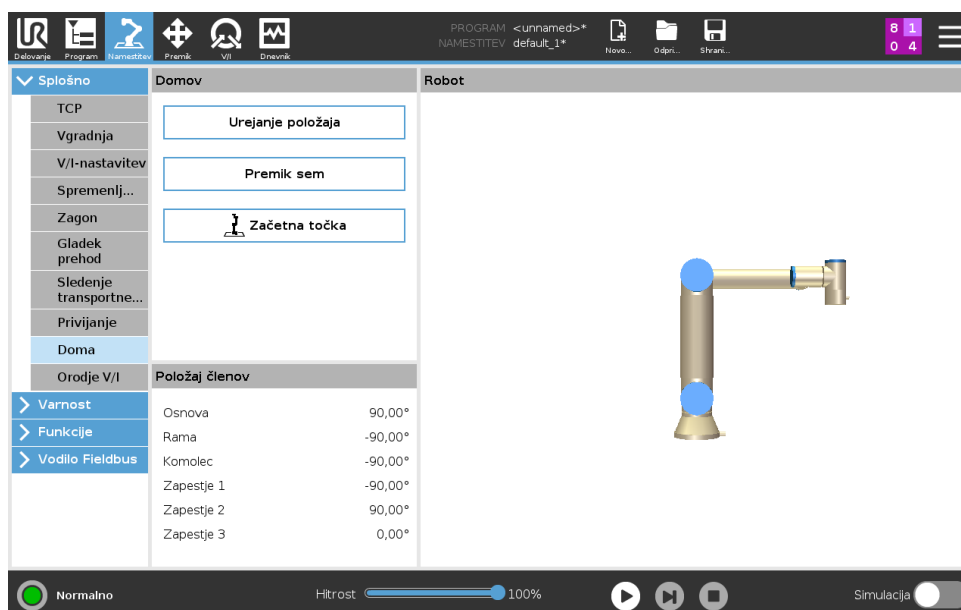 PROGRAM <unnamed>*
NAMESTITEV default_1*
UR
Delovanje
Program
Namestitev
Premik
V/I
Dnevnik
Novo...
Odpri...
Shrani...
8 1
0 4
Splošno
TCP
Vgradnja
V/I-nastavitev
Spremenlj...
Zagon
Gladek
prehod
Sledenje
transportne...
Privijanje
Doma
Orodje V/I
Varnost
Funkcije
Vodilo Fieldbus
Domov
Urejanje položaja
Premik sem
Začetna točka
Položaj členov
Osnova 90,00°
Rama -90,00°
Komolec -90,00°
Zapestje 1 -90,00°
Zapestje 2 90,00°
Zapestje 3 0,00°
Robot
Normalno
Hitrost 100%
Simulacija